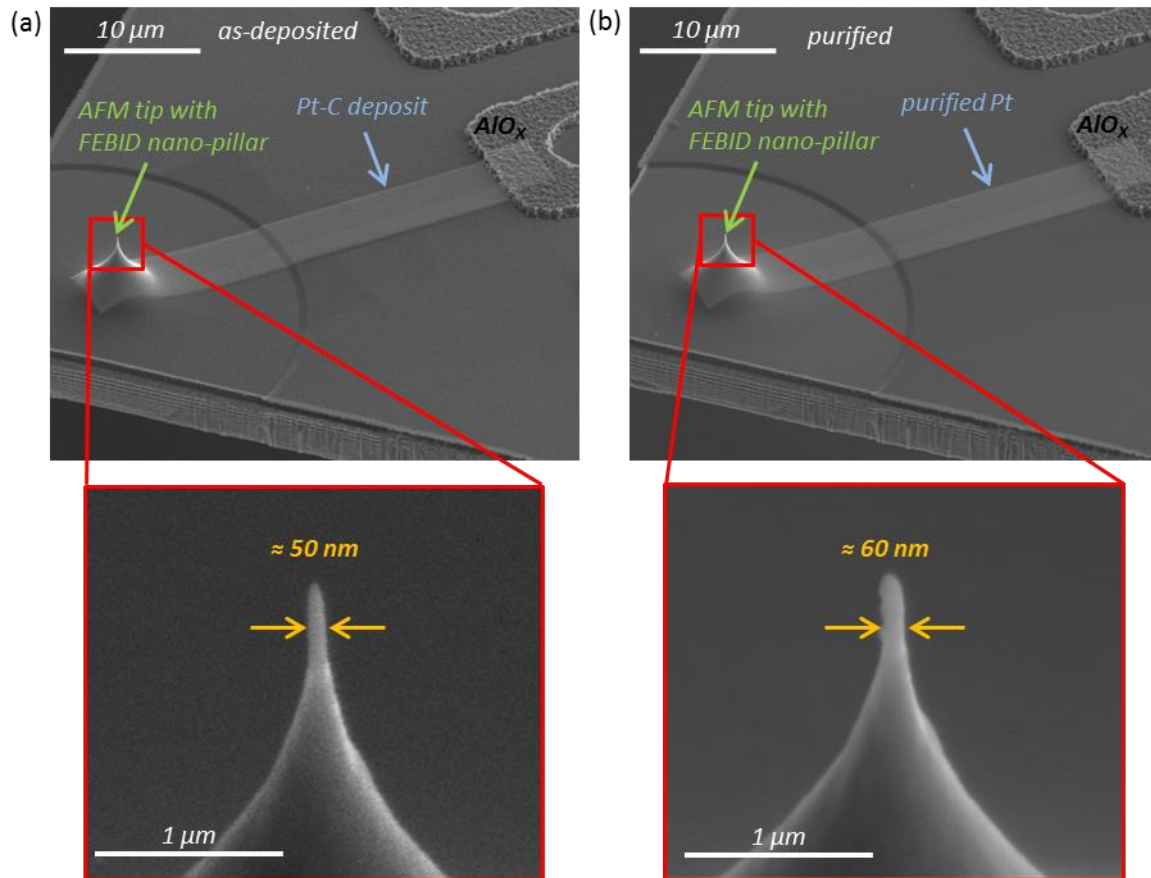 (a)
10 µm
as-deposited
AFM tip with
FEBID nano-pillar
Pt-C deposit
AlOₓ
≈ 50 nm
1 µm
(b)
10 µm
purified
AFM tip with
FEBID nano-pillar
purified Pt
AlOₓ
≈ 60 nm
1 µm